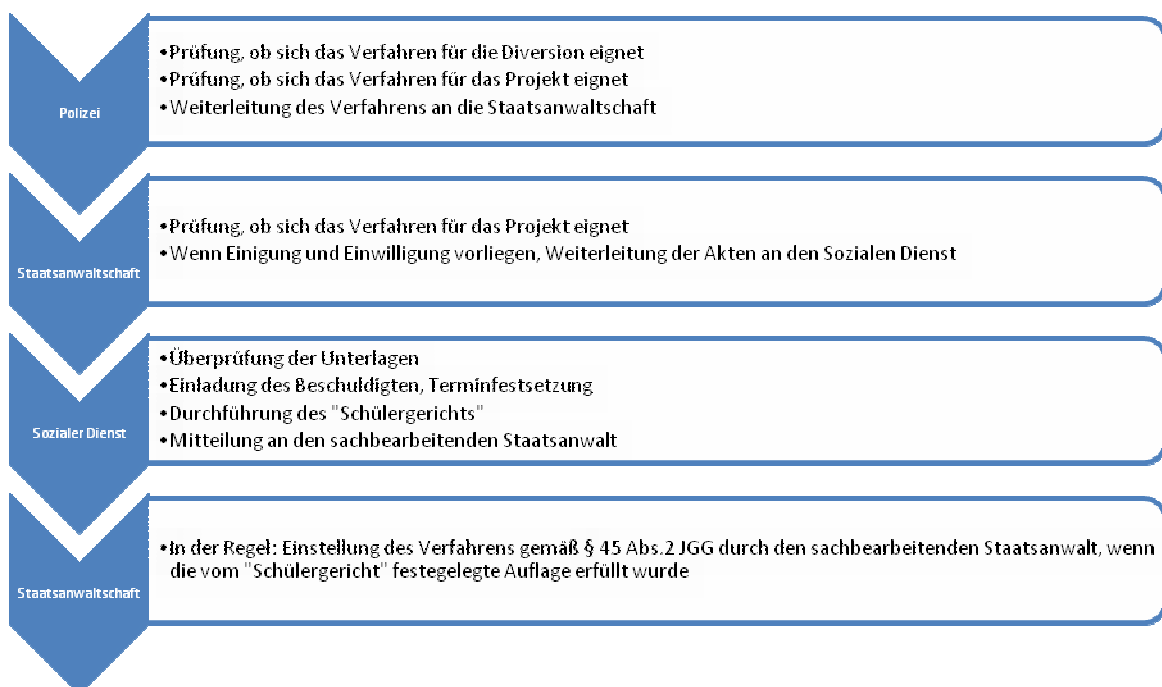 Polizei
•Prüfung, ob sich das Verfahren für die Diversion eignet
•Prüfung, ob sich das Verfahren für das Projekt eignet
•Weiterleitung des Verfahrens an die Staatsanwaltschaft
Staatsanwaltschaft
•Prüfung, ob sich das Verfahren für das Projekt eignet
•Wenn Einigung und Einwilligung vorliegen, Weiterleitung der Akten an den Sozialen Dienst
Sozialer Dienst
•Überprüfung der Unterlagen
•Einladung des Beschuldigten, Terminfestsetzung
•Durchführung des "Schülergerichts"
•Mitteilung an den sachbearbeitenden Staatsanwalt
Staatsanwaltschaft
•In der Regel: Einstellung des Verfahrens gemäß § 45 Abs.2 JGG durch den sachbearbeitenden Staatsanwalt, wenn
die vom "Schülergericht" festegelegte Auflage erfüllt wurde